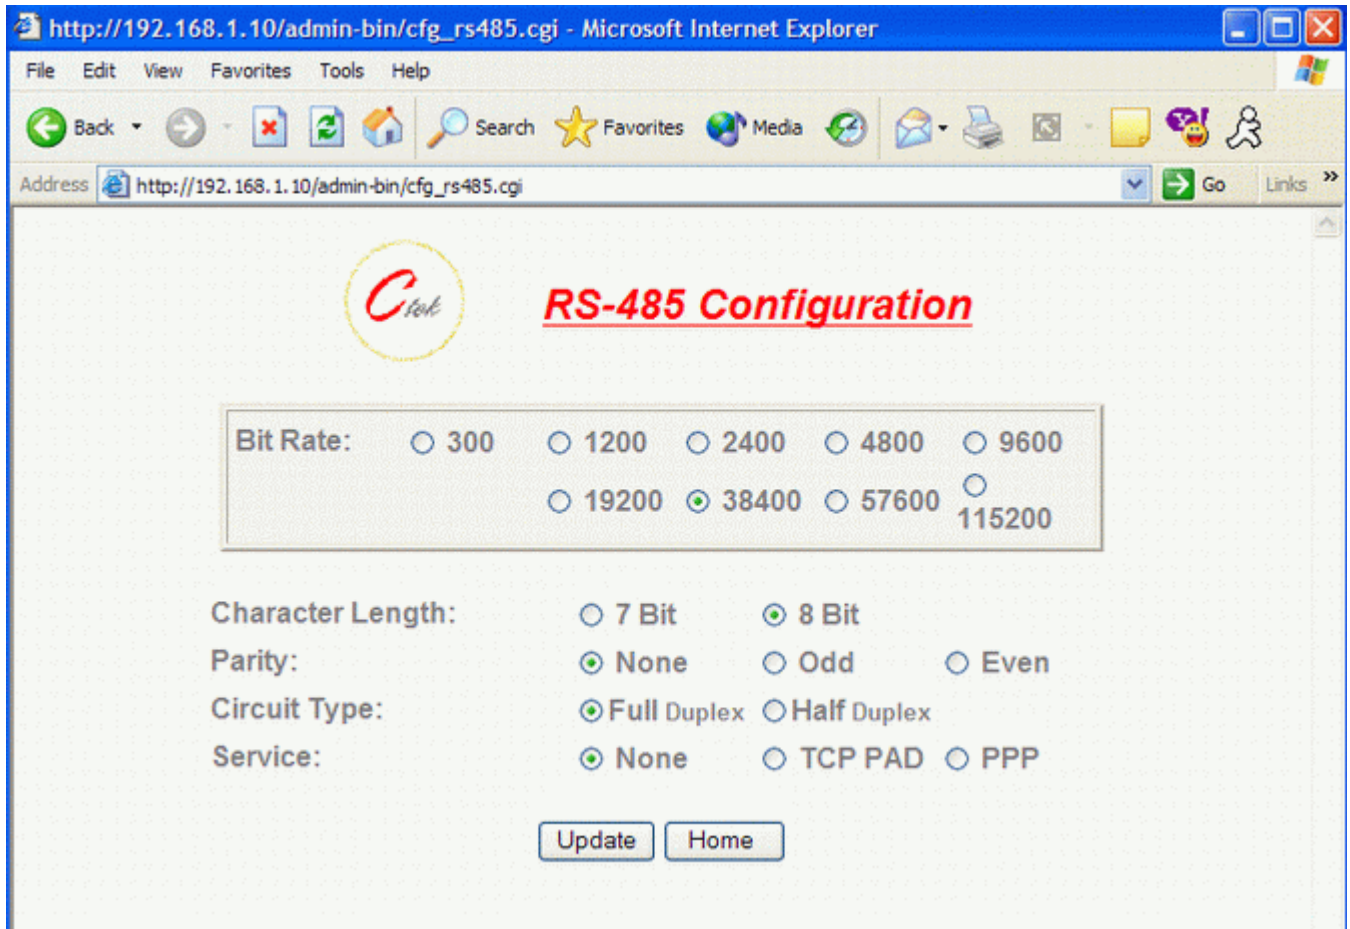 http://192.168.1.10/admin-bin/cfg_rs485.cgi - Microsoft Internet Explorer
File Edit View Favorites Tools Help
Back Search Favorites Media
Address http://192.168.1.10/admin-bin/cfg_rs485.cgi Go Links »
Ctek RS-485 Configuration
Bit Rate: 300 1200 2400 4800 9600
19200 38400 57600 115200
Character Length: 7 Bit 8 Bit
Parity: None Odd Even
Circuit Type: Full Duplex Half Duplex
Service: None TCP PAD PPP
Update Home